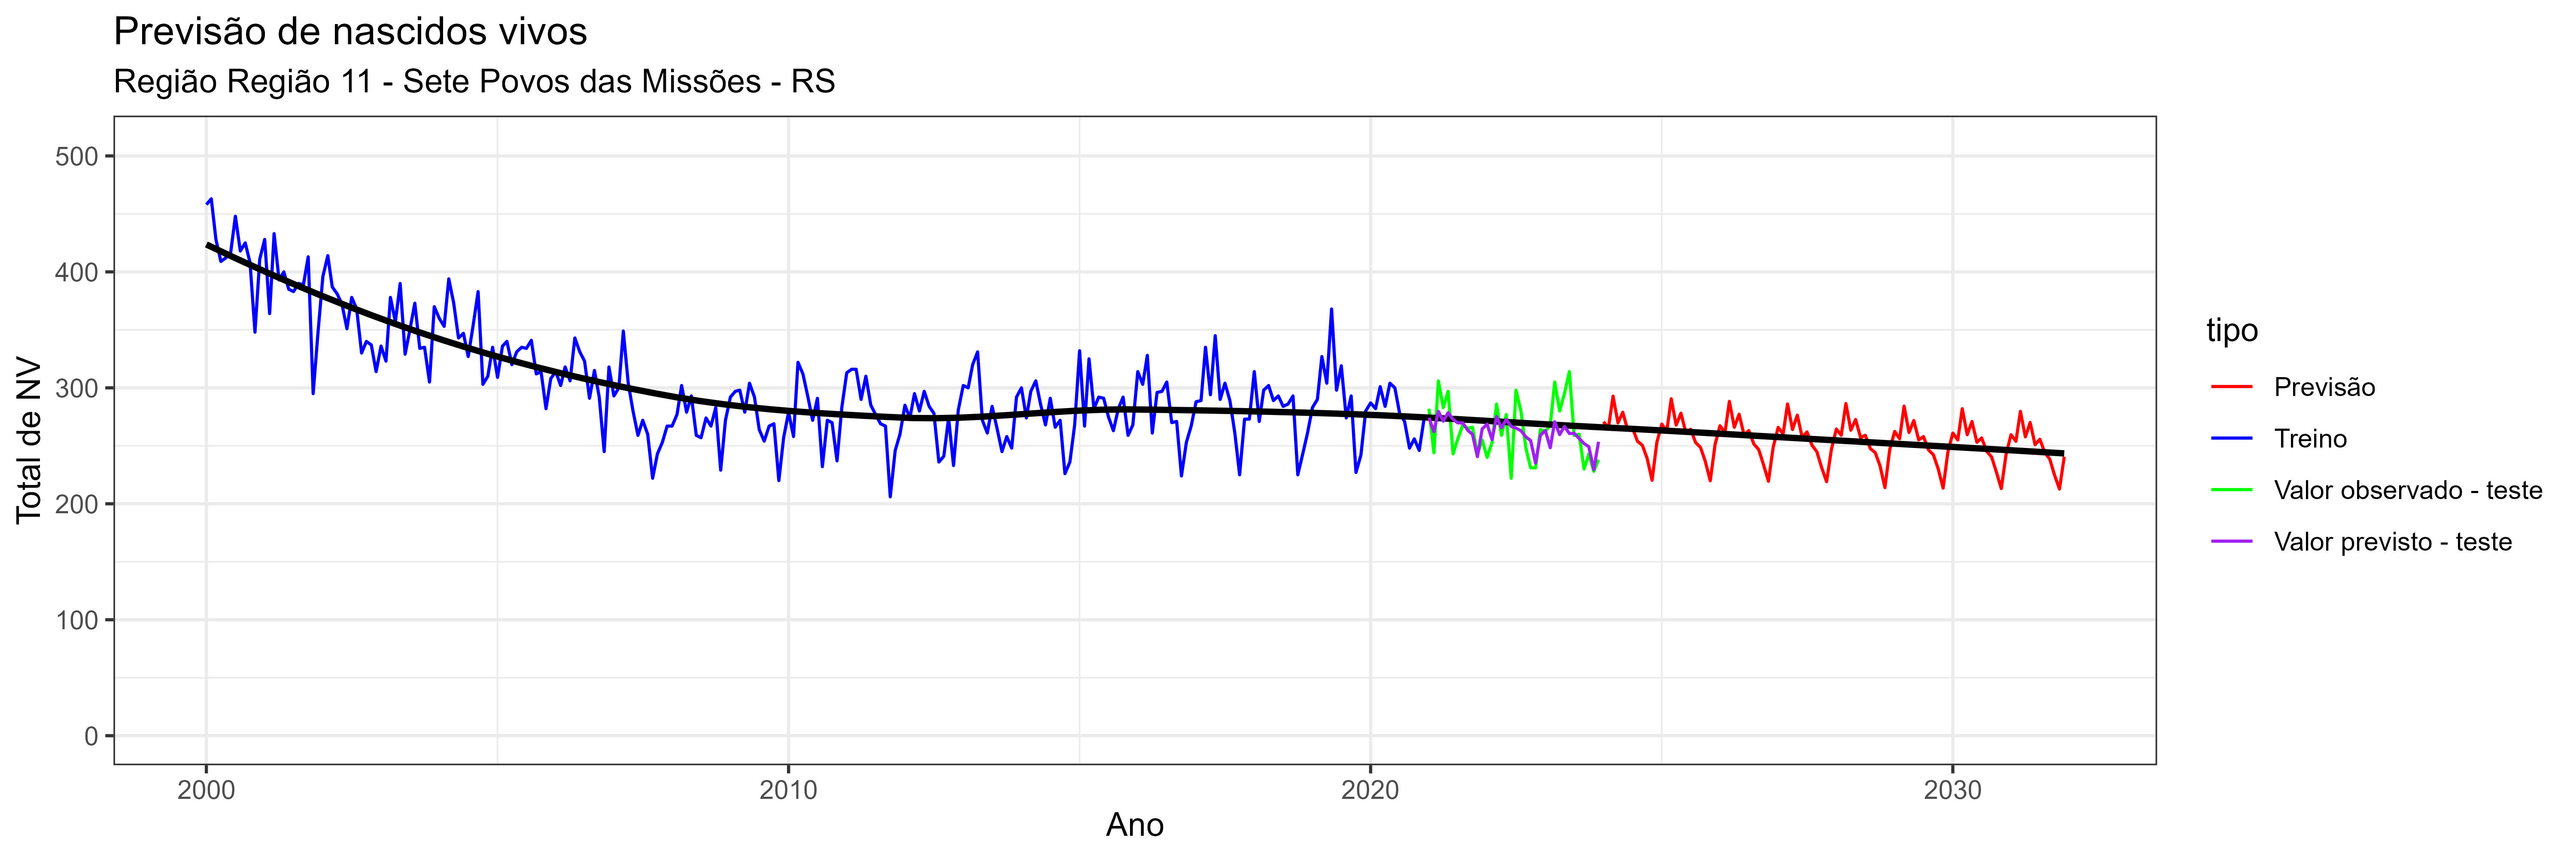 Previsão de nascidos vivos
Região Região 11 - Sete Povos das Missões - RS
500
400
300
200
100
0
Total de NV
2000
2010
2020
2030
Ano
tipo
Previsão
Treino
Valor observado - teste
Valor previsto - teste